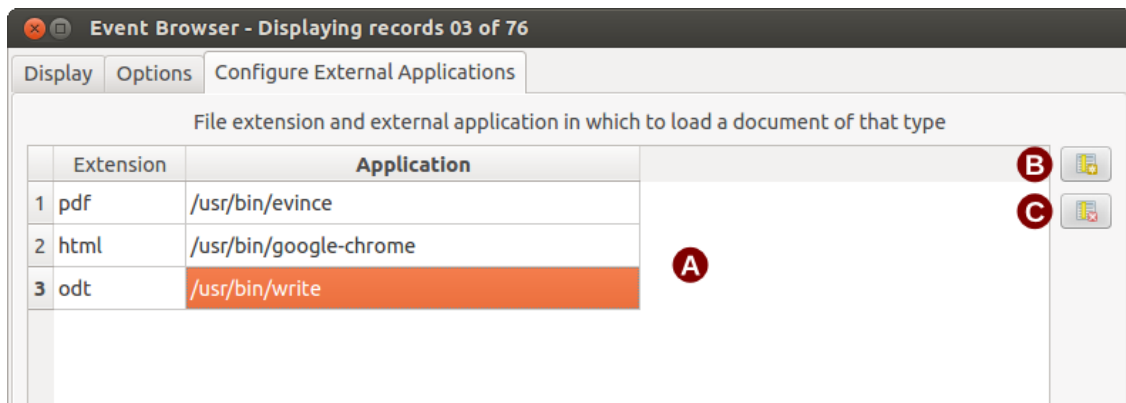 Event Browser - Displaying records 03 of 76
Display Options Configure External Applications
File extension and external application in which to load a document of that type
Extension Application B
1 pdf /usr/bin/evince C
2 html /usr/bin/google-chrome
A
3 odt /usr/bin/write